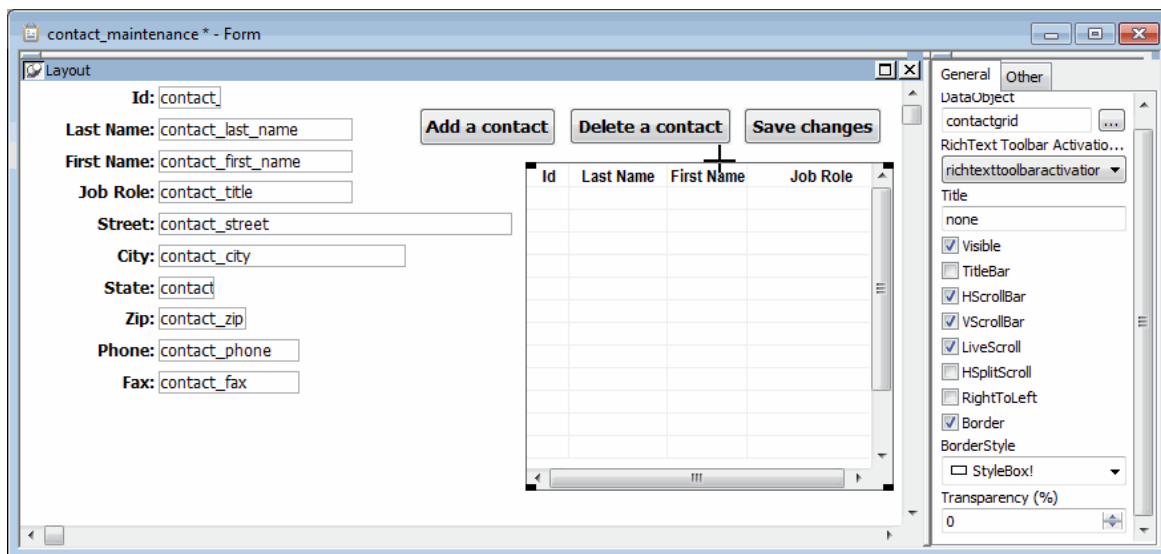 contact_maintenance * - Form
Layout
Id: contact_
Last Name: contact_last_name
First Name: contact_first_name
Job Role: contact_title
Street: contact_street
City: contact_city
State: contact
Zip: contact_zip
Phone: contact_phone
Fax: contact_fax
Add a contact Delete a contact Save changes
Id Last Name First Name Job Role
General Other
DataObject
contactgrid ...
RichText Toolbar Activatio...
richtexttoolbaractivation
Title
none
Visible
TitleBar
HScrollBar
VScrollBar
LiveScroll
HSplitScroll
RightToLeft
Border
BorderStyle
StyleBox!
Transparency (%)
0